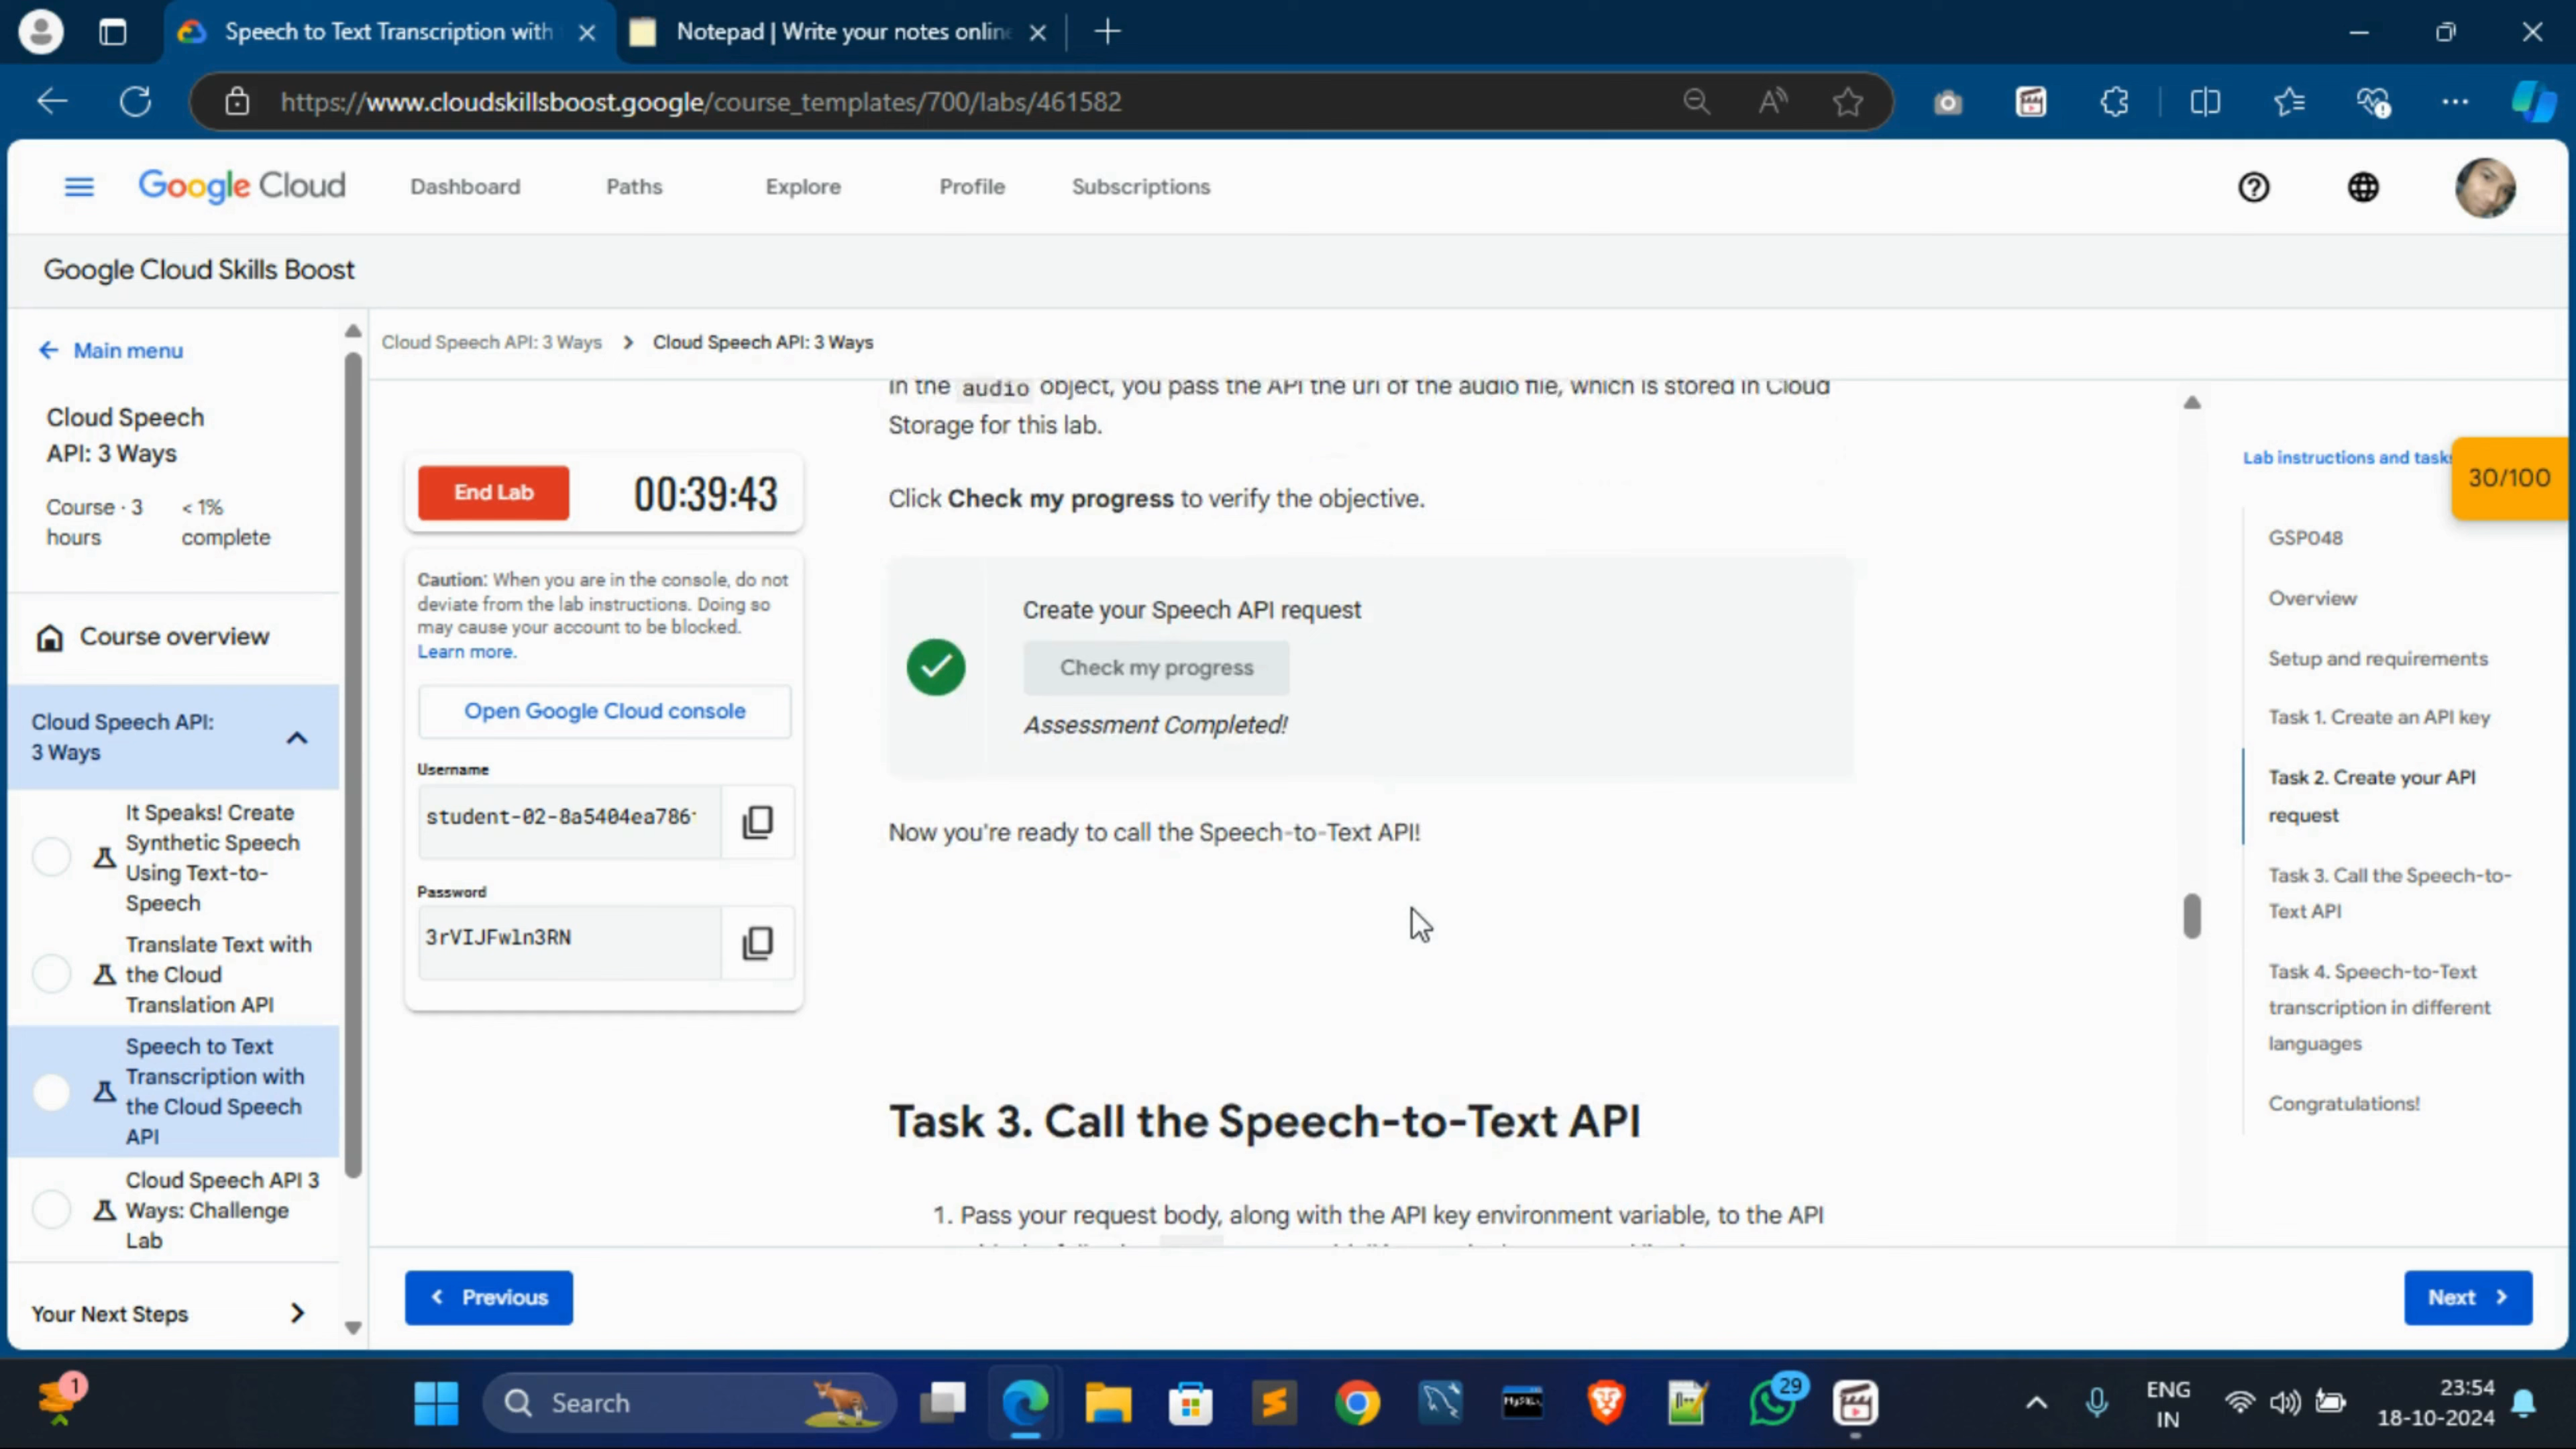 Speech to Text Transcription with
Notepad | Write your notes online
https://www.cloudskillsboost.google/course_templates/700/labs/461582
Google Cloud
Dashboard
Paths
Explore
Profile
Subscriptions
Google Cloud Skills Boost
Main menu
Cloud Speech
API: 3 Ways
Course · 3
hours
< 1%
complete
Course overview
Cloud Speech API:
3 Ways
It Speaks! Create
Synthetic Speech
Using Text-to-
Speech
Translate Text with
the Cloud
Translation API
Speech to Text
Transcription with
the Cloud Speech
API
Cloud Speech API 3
Ways: Challenge
Lab
Your Next Steps
Cloud Speech API: 3 Ways
Cloud Speech API: 3 Ways
End Lab
00:39:43
Caution: When you are in the console, do not
deviate from the lab instructions. Doing so
may cause your account to be blocked.
Learn more.
Open Google Cloud console
Username
student-02-8a5404ea786
Password
3rVIJFwln3RN
In the audio object, you pass the API the uri of the audio file, which is stored in Cloud
Storage for this lab.
Click Check my progress to verify the objective.
Create your Speech API request
Check my progress
Assessment Completed!
Now you're ready to call the Speech-to-Text API!
Task 3. Call the Speech-to-Text API
1. Pass your request body, along with the API key environment variable, to the API
Lab instructions and tasks
30/100
GSP048
Overview
Setup and requirements
Task 1. Create an API key
Task 2. Create your API
request
Task 3. Call the Speech-to-
Text API
Task 4. Speech-to-Text
transcription in different
languages
Congratulations!
Previous
Next
1
Search
MySQL
29
ENG
IN
23:54
18-10-2024